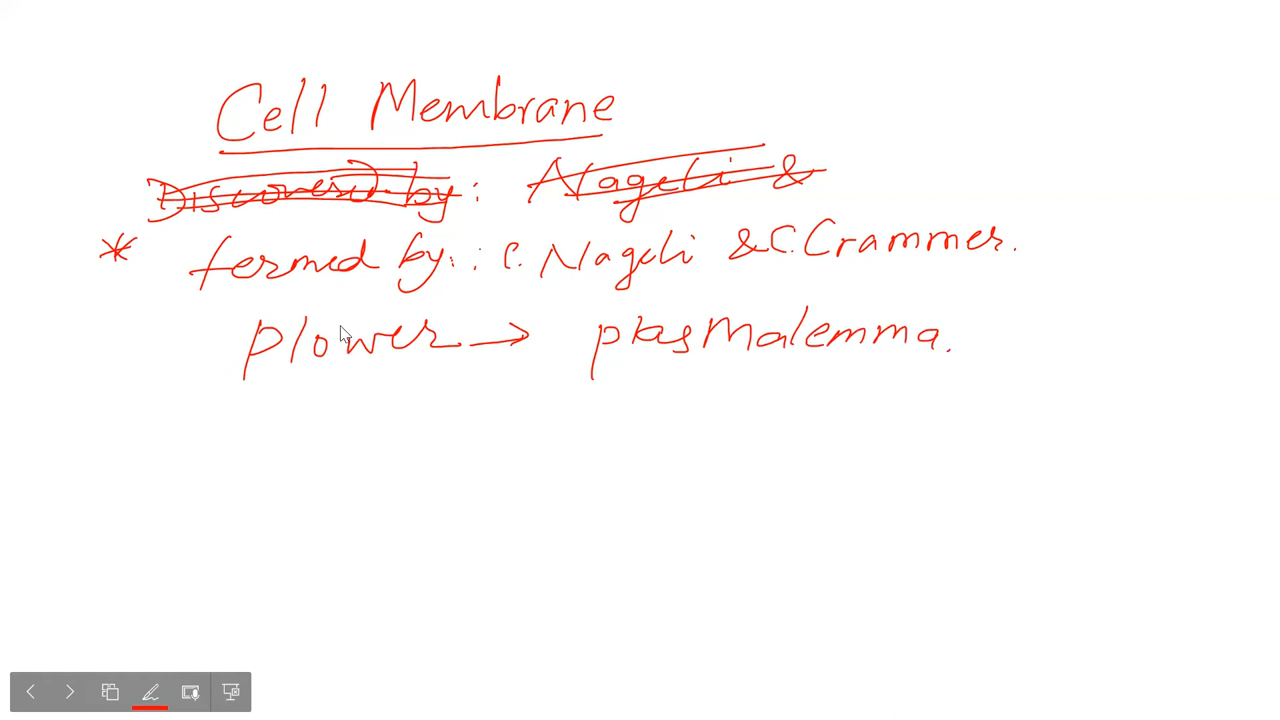 Cell Membrane
Discovered by: Nageli &
* termed by: : C. Nageli & C. Crammer.
plower → plasMalemma.